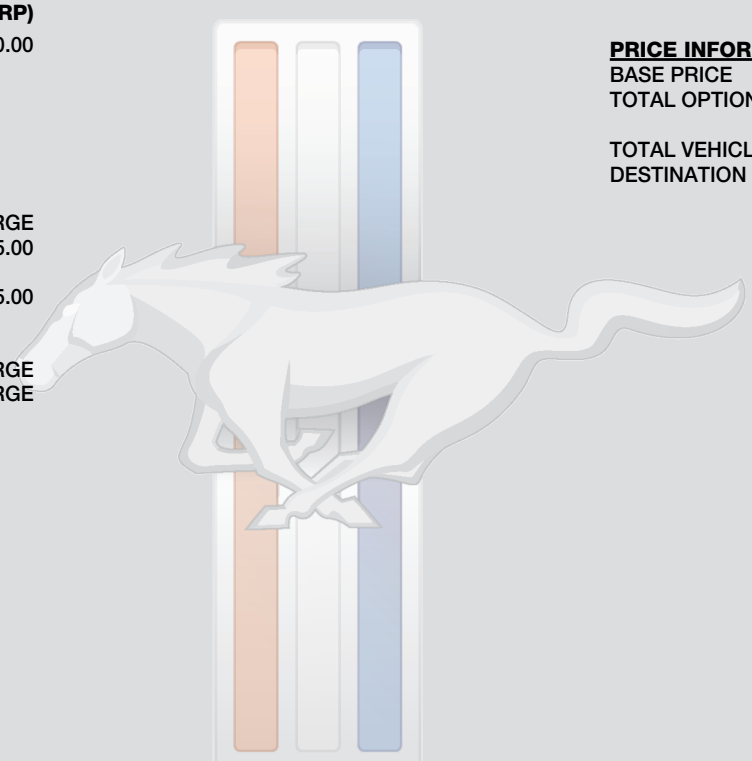 RP)
0.00
RGE
5.00
5.00
RGE
RGE
PRICE INFOR
BASE PRICE
TOTAL OPTION
TOTAL VEHICL
DESTINATION